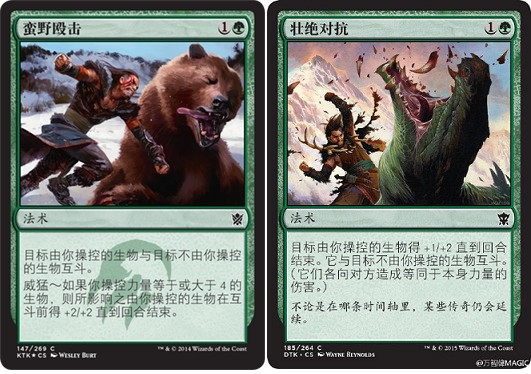 蛮野殴击 1
法术
目标由你操控的生物与目标不由你操控
的生物互斗。
威猛~如果你操控力量等于或大于 4 的
生物，则所影响之由你操控的生物在互
斗前得 +2/+2 直到回合结束。
147/269 C
KTK ★ CS WESLEY BURT ™ & © 2014 Wizards of the Coast
壮绝对抗 1
法术
目标由你操控的生物得 +1/+2 直到回合
结束。它与目标不由你操控的生物互斗。
（它们各向对方造成等同于本身力量的
伤害。）
不论是在哪条时间轴里，某些传奇仍会延
续。
185/264 C
DTK • CS WAYNE REYNOLDS ™ & © 2015 Wizards of the Coast
@万智牌MAGIC